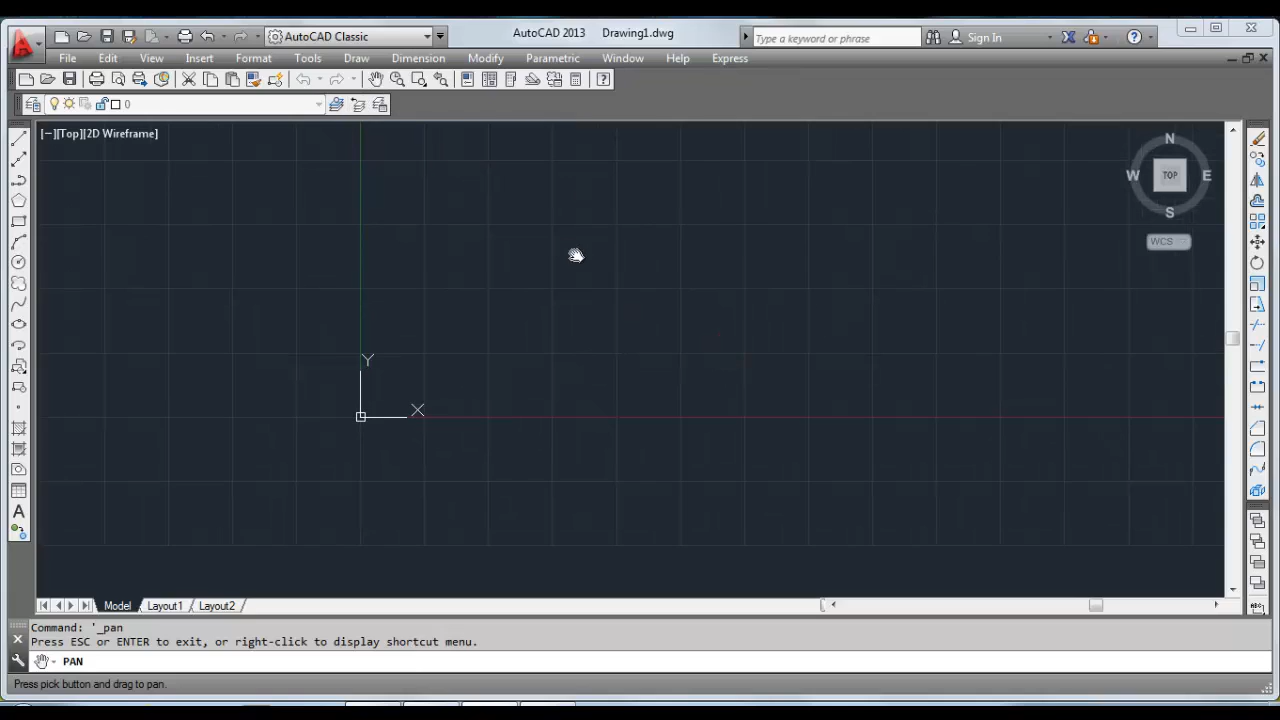 AutoCAD Classic
AutoCAD 2013 Drawing1.dwg
Type a keyword or phrase
Sign In
File Edit View Insert Format Tools Draw Dimension Modify Parametric Window Help Express
0
[−][Top][2D Wireframe]
N
W TOP E
S
WCS
Y
X
A
ABC
Model Layout1 Layout2
Command: '_pan
Press ESC or ENTER to exit, or right-click to display shortcut menu.
PAN
Press pick button and drag to pan.